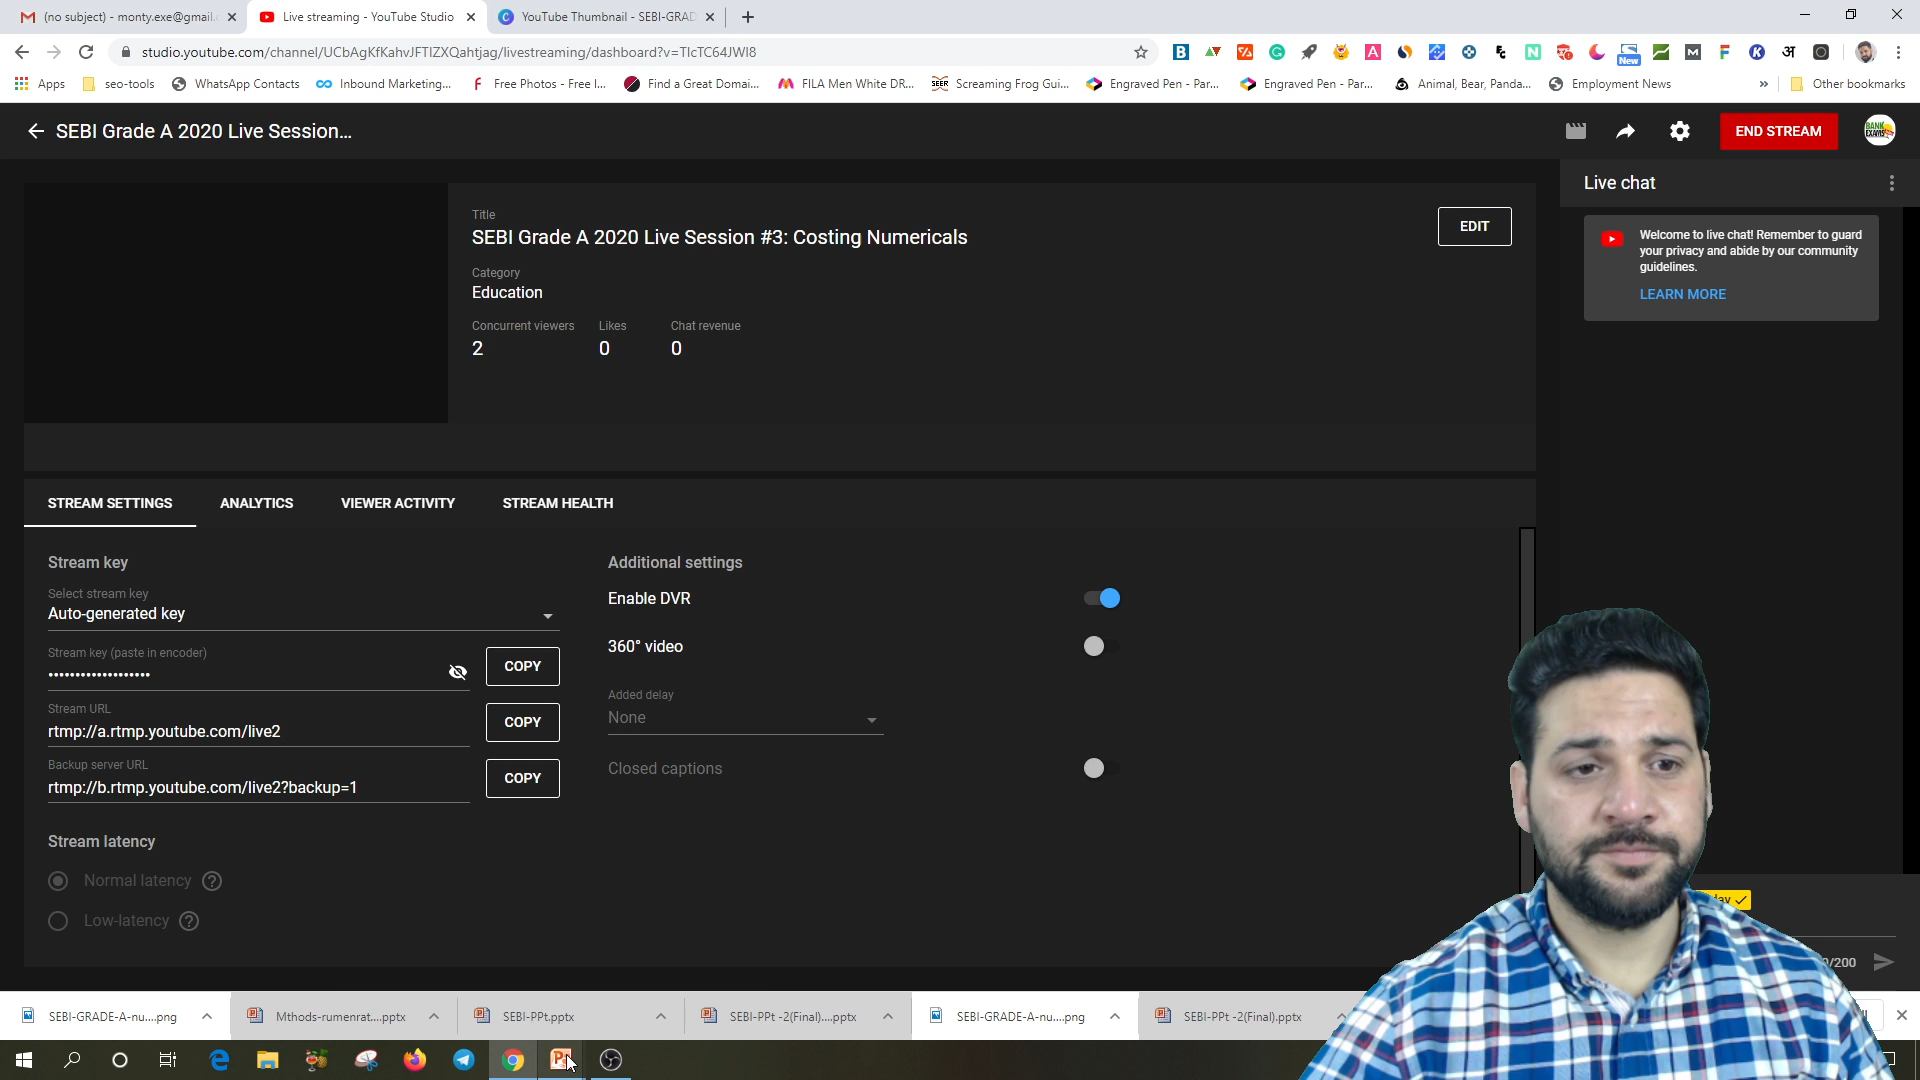 (no subject) - monty.exe@gmail.
Live streaming - YouTube Studio
YouTube Thumbnail - SEBI-GRAD
studio.youtube.com/channel/UCbAgKfKahvJFTIZXQahtjag/livestreaming/dashboard?v=TIcTC64JWI8
New
Apps
seo-tools
WhatsApp Contacts
Inbound Marketing...
Free Photos - Free I...
Find a Great Domai...
FILA Men White DR...
Screaming Frog Gui...
Engraved Pen - Par...
Engraved Pen - Par...
Animal, Bear, Panda...
Employment News
»
Other bookmarks
SEBI Grade A 2020 Live Session...
END STREAM
BANK EXAMS
Live chat
Welcome to live chat! Remember to guard
your privacy and abide by our community
guidelines.
LEARN MORE
Title
SEBI Grade A 2020 Live Session #3: Costing Numericals
EDIT
Category
Education
Concurrent viewers Likes Chat revenue
2 0 0
STREAM SETTINGS ANALYTICS VIEWER ACTIVITY STREAM HEALTH
Stream key
Select stream key
Auto-generated key
Stream key (paste in encoder)
•••••••••••••••••••
COPY
Stream URL
rtmp://a.rtmp.youtube.com/live2
COPY
Backup server URL
rtmp://b.rtmp.youtube.com/live2?backup=1
COPY
Stream latency
Normal latency
Low-latency
Additional settings
Enable DVR
360° video
Added delay
None
Closed captions
/200
SEBI-GRADE-A-nu....png
Mthods-rumenrat....pptx
SEBI-PPt.pptx
SEBI-PPt -2(Final)....pptx
SEBI-GRADE-A-nu....png
SEBI-PPt -2(Final).pptx